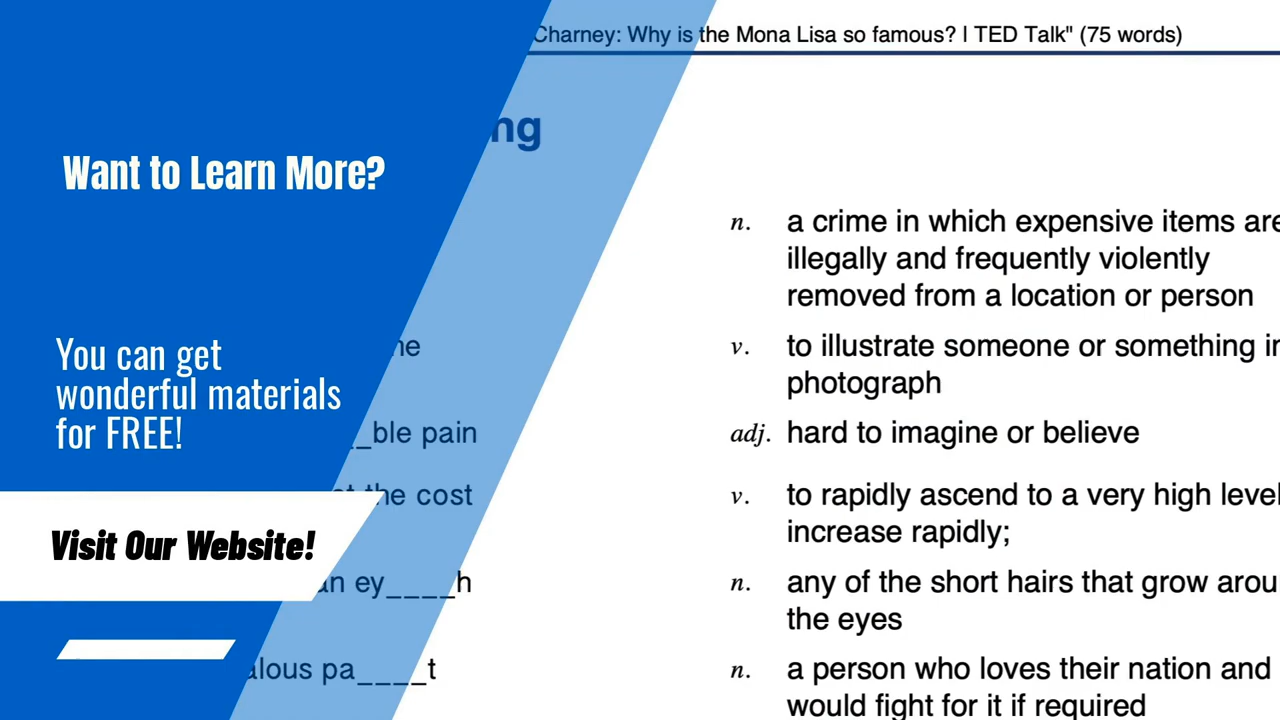 Charney: Why is the Mona Lisa so famous? | TED Talk" (75 words)
ng
Want to Learn More?
You can get
wonderful materials
for FREE!
Visit Our Website!
n. a crime in which expensive items are
illegally and frequently violently
removed from a location or person
he
v. to illustrate someone or something in
photograph
_ble pain
adj. hard to imagine or believe
the cost
v. to rapidly ascend to a very high level
increase rapidly;
an ey____h
n. any of the short hairs that grow arou
the eyes
alous pa____t
n. a person who loves their nation and
would fight for it if required